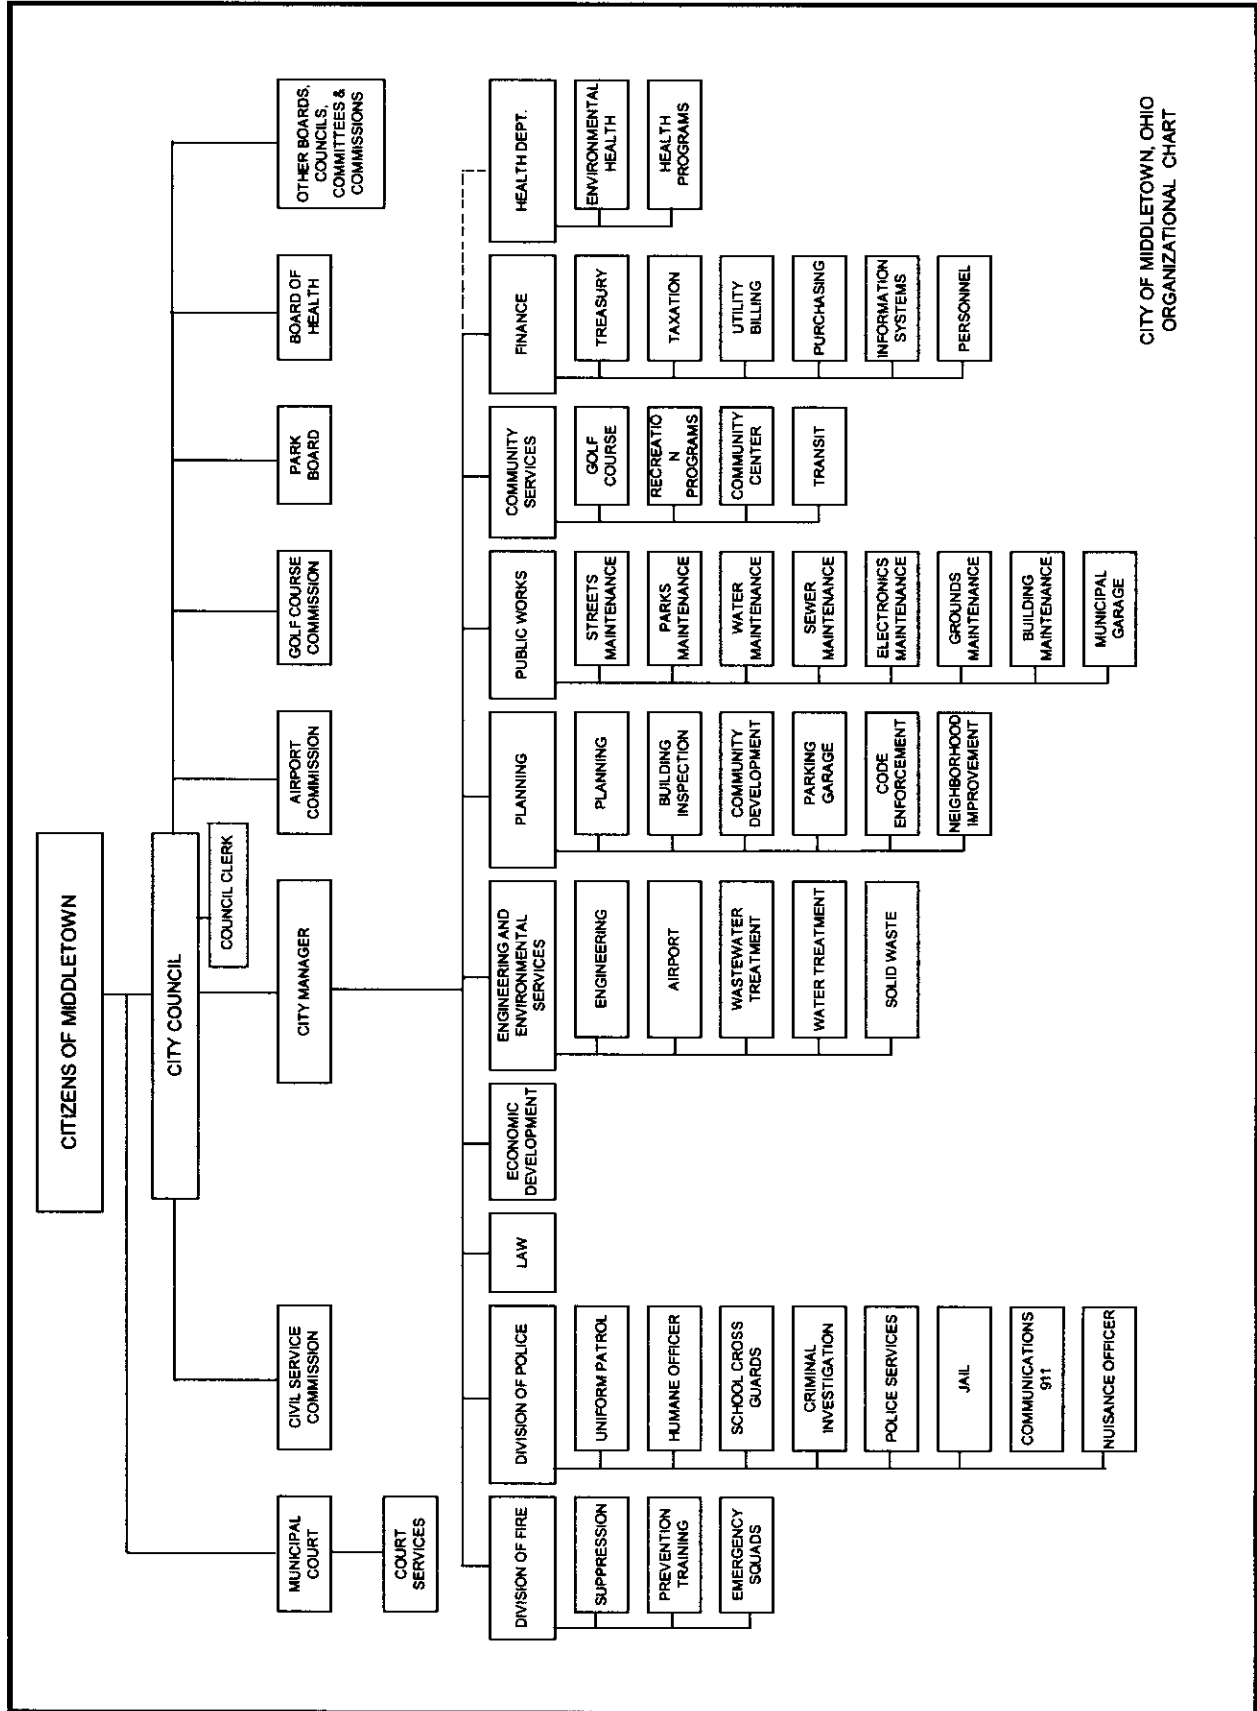 CITIZENS OF MIDDLETOWN
CITY COUNCIL
COUNCIL CLERK
MUNICIPAL
COURT
COURT
SERVICES
CIVIL SERVICE
COMMISSION
CITY MANAGER
AIRPORT
COMMISSION
GOLF COURSE
COMMISSION
PARK
BOARD
BOARD OF
HEALTH
OTHER BOARDS,
COUNCILS,
COMMITTEES &
COMMISSIONS
DIVISION OF FIRE
SUPPRESSION
PREVENTION
TRAINING
EMERGENCY
SQUADS
DIVISION OF POLICE
UNIFORM PATROL
HUMANE OFFICER
SCHOOL CROSS
GUARDS
CRIMINAL
INVESTIGATION
POLICE SERVICES
JAIL
COMMUNICATIONS
911
NUISANCE OFFICER
LAW
ECONOMIC
DEVELOPMENT
ENGINEERING AND
ENVIRONMENTAL
SERVICES
ENGINEERING
AIRPORT
WASTEWATER
TREATMENT
WATER TREATMENT
SOLID WASTE
PLANNING
PLANNING
BUILDING
INSPECTION
COMMUNITY
DEVELOPMENT
PARKING
GARAGE
CODE
ENFORCEMENT
NEIGHBORHOOD
IMPROVEMENT
PUBLIC WORKS
STREETS
MAINTENANCE
PARKS
MAINTENANCE
WATER
MAINTENANCE
SEWER
MAINTENANCE
ELECTRONICS
MAINTENANCE
GROUNDS
MAINTENANCE
BUILDING
MAINTENANCE
MUNICIPAL
GARAGE
COMMUNITY
SERVICES
GOLF
COURSE
RECREATIO
N
PROGRAMS
COMMUNITY
CENTER
TRANSIT
FINANCE
TREASURY
TAXATION
UTILITY
BILLING
PURCHASING
INFORMATION
SYSTEMS
PERSONNEL
HEALTH DEPT.
ENVIRONMENTAL
HEALTH
HEALTH
PROGRAMS
CITY OF MIDDLETOWN, OHIO
ORGANIZATIONAL CHART